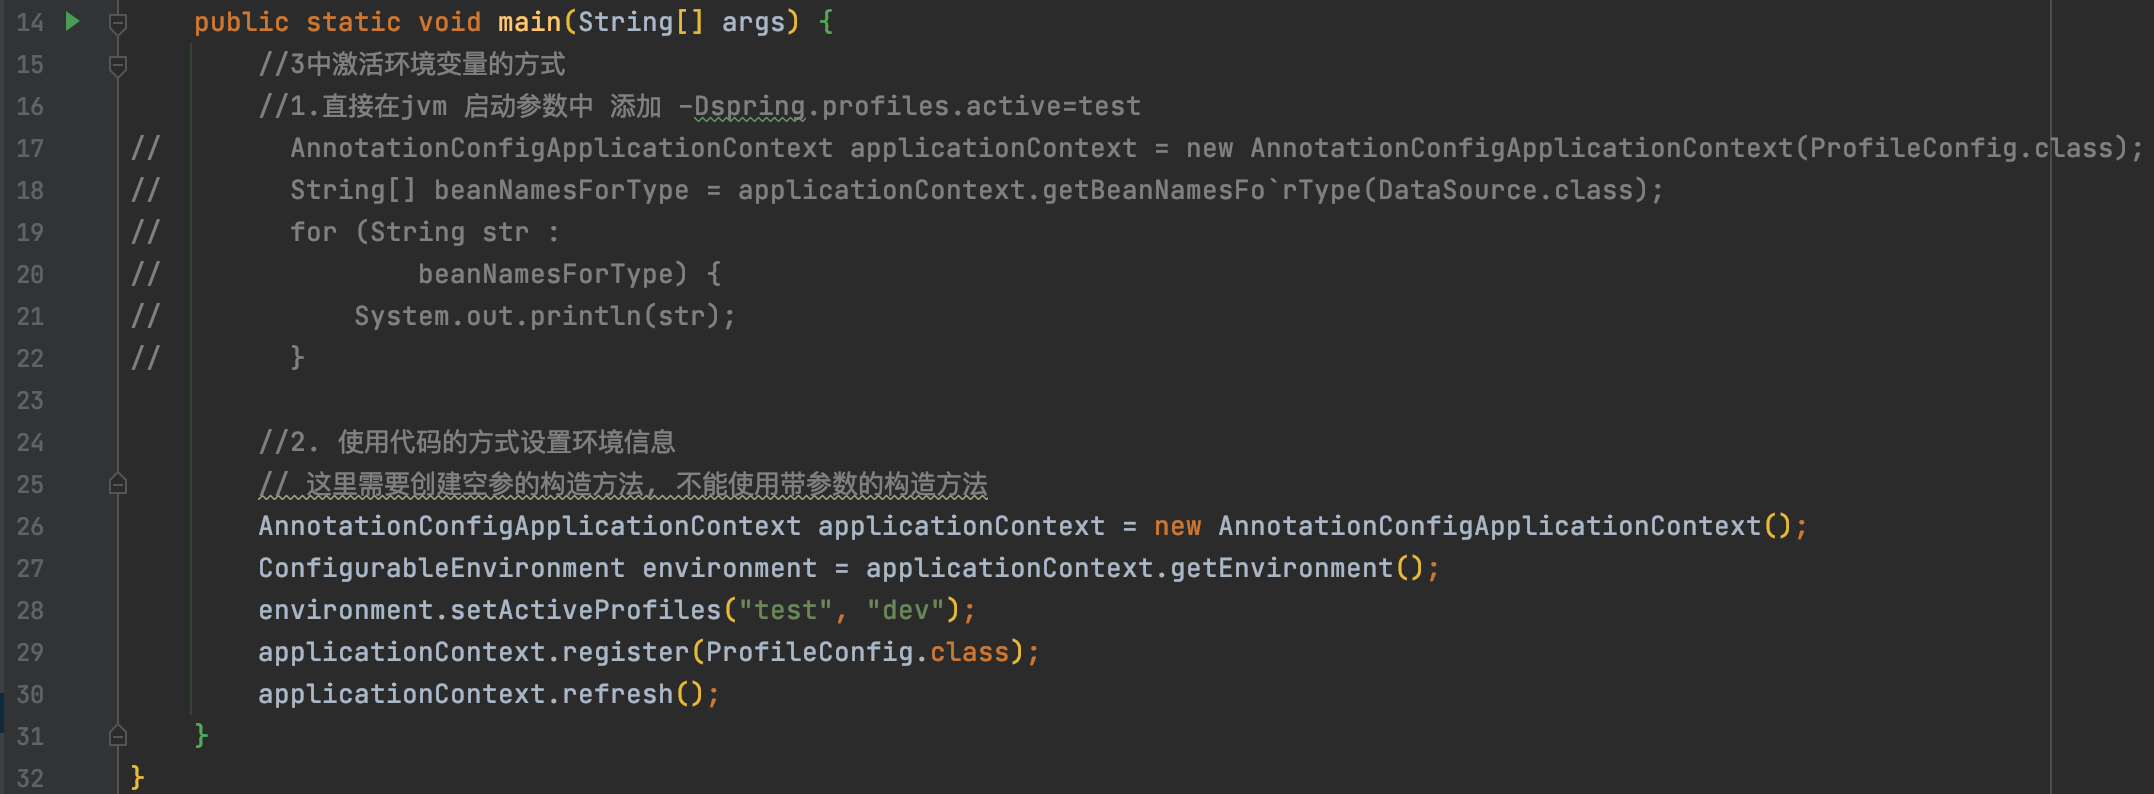 14 public static void main(String[] args) {
15 //3中激活环境变量的方式
16 //1.直接在jvm 启动参数中 添加 -Dspring.profiles.active=test
17 // AnnotationConfigApplicationContext applicationContext = new AnnotationConfigApplicationContext(ProfileConfig.class);
18 // String[] beanNamesForType = applicationContext.getBeanNamesFo`rType(DataSource.class);
19 // for (String str :
20 // beanNamesForType) {
21 // System.out.println(str);
22 // }
23
24 //2. 使用代码的方式设置环境信息
25 // 这里需要创建空参的构造方法, 不能使用带参数的构造方法
26 AnnotationConfigApplicationContext applicationContext = new AnnotationConfigApplicationContext();
27 ConfigurableEnvironment environment = applicationContext.getEnvironment();
28 environment.setActiveProfiles("test", "dev");
29 applicationContext.register(ProfileConfig.class);
30 applicationContext.refresh();
31 }
32 }